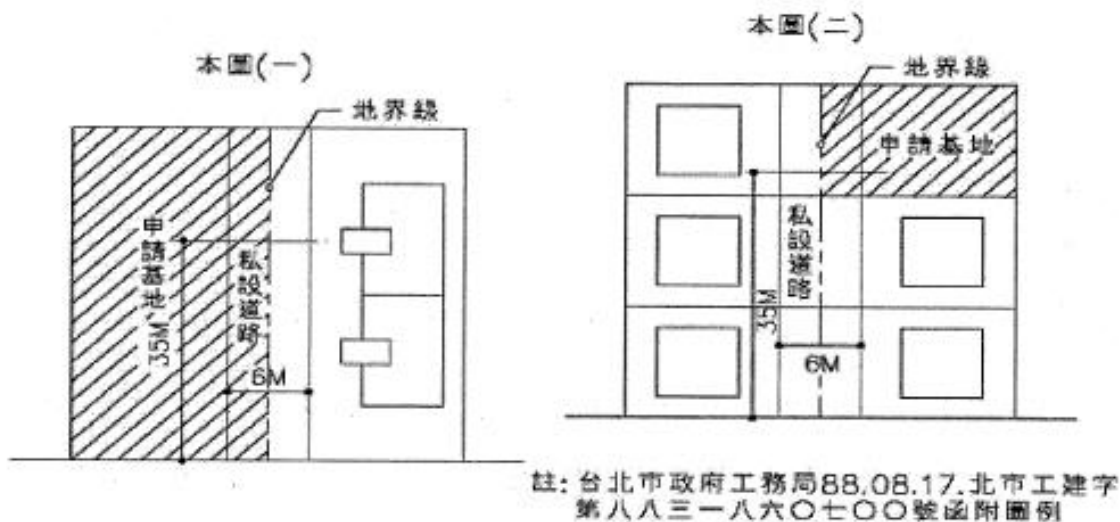 本圖(一)
地界線
申請基地
35M
私設道路
6M
本圖(二)
地界線
申請基地
私設道路
35M
6M
註: 台北市政府工務局88.08.17.北市工建字
第八八三一八六〇七〇〇號函附圖例